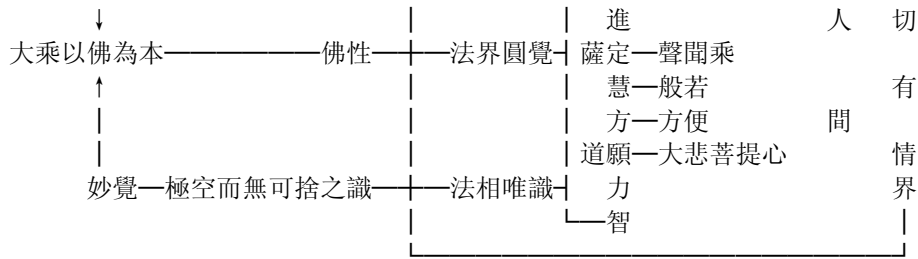 ↓ | | 進 人 切
大乘以佛為本────────佛性─┼─法界圓覺┤薩定─聲聞乘
↑ | | 慧─般若 有
| | | 方─方便 間
| | | 道願─大悲菩提心 情
妙覺─極空而無可捨之識─┼─法相唯識┤ 力 界
| └─智 |
└─────────────────────────┘